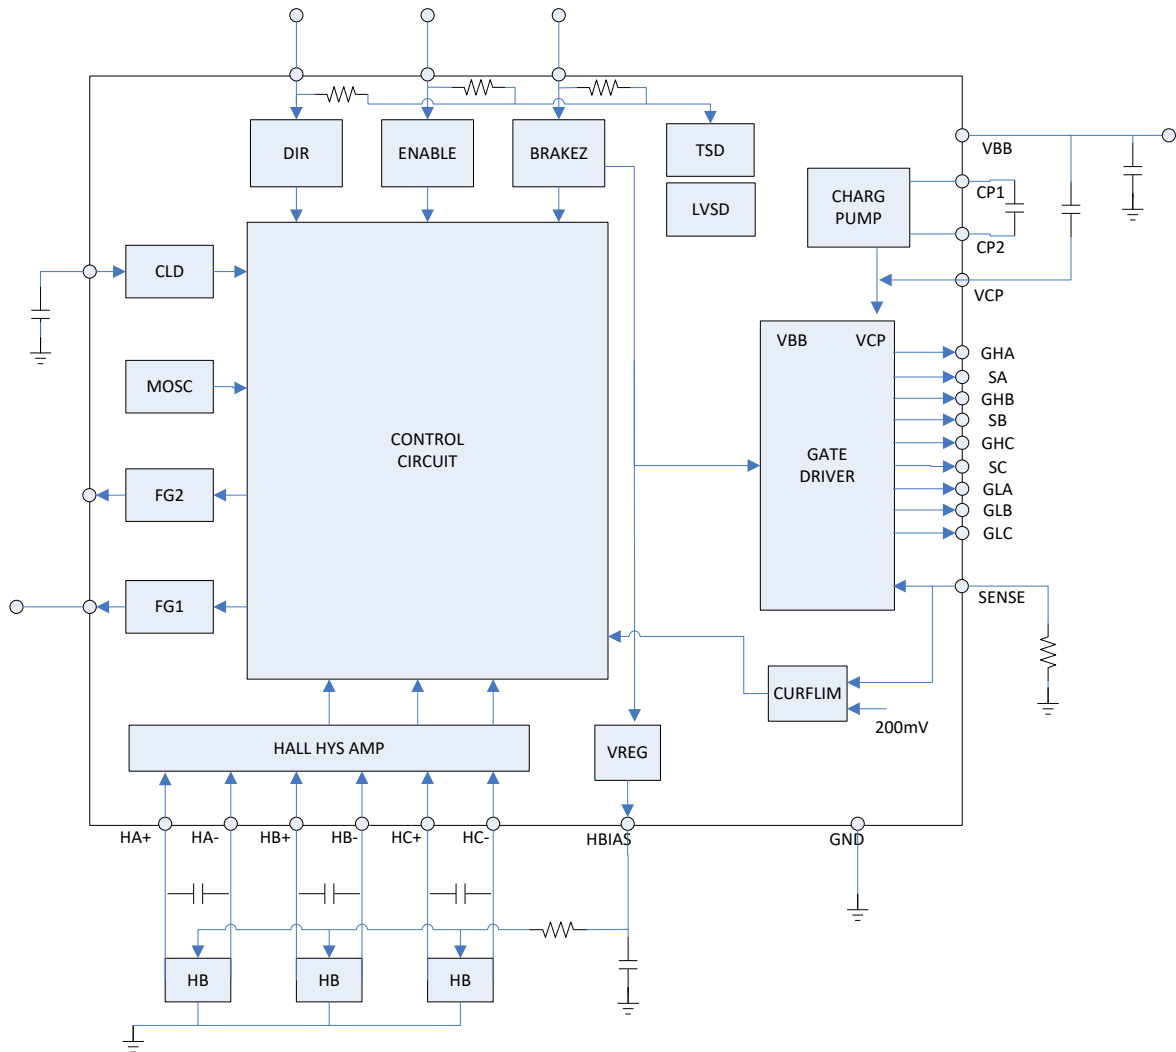 DIR
ENABLE
BRAKEZ
TSD
LVSD
VBB
CHARG
PUMP
CP1
CP2
VCP
CLD
MOSC
FG2
FG1
CONTROL
CIRCUIT
VBB
VCP
GATE
DRIVER
GHA
SA
GHB
SB
GHC
SC
GLA
GLB
GLC
SENSE
CURFLIM
200mV
HALL HYS AMP
VREG
HA+
HA-
HB+
HB-
HC+
HC-
HBIAS
GND
HB
HB
HB